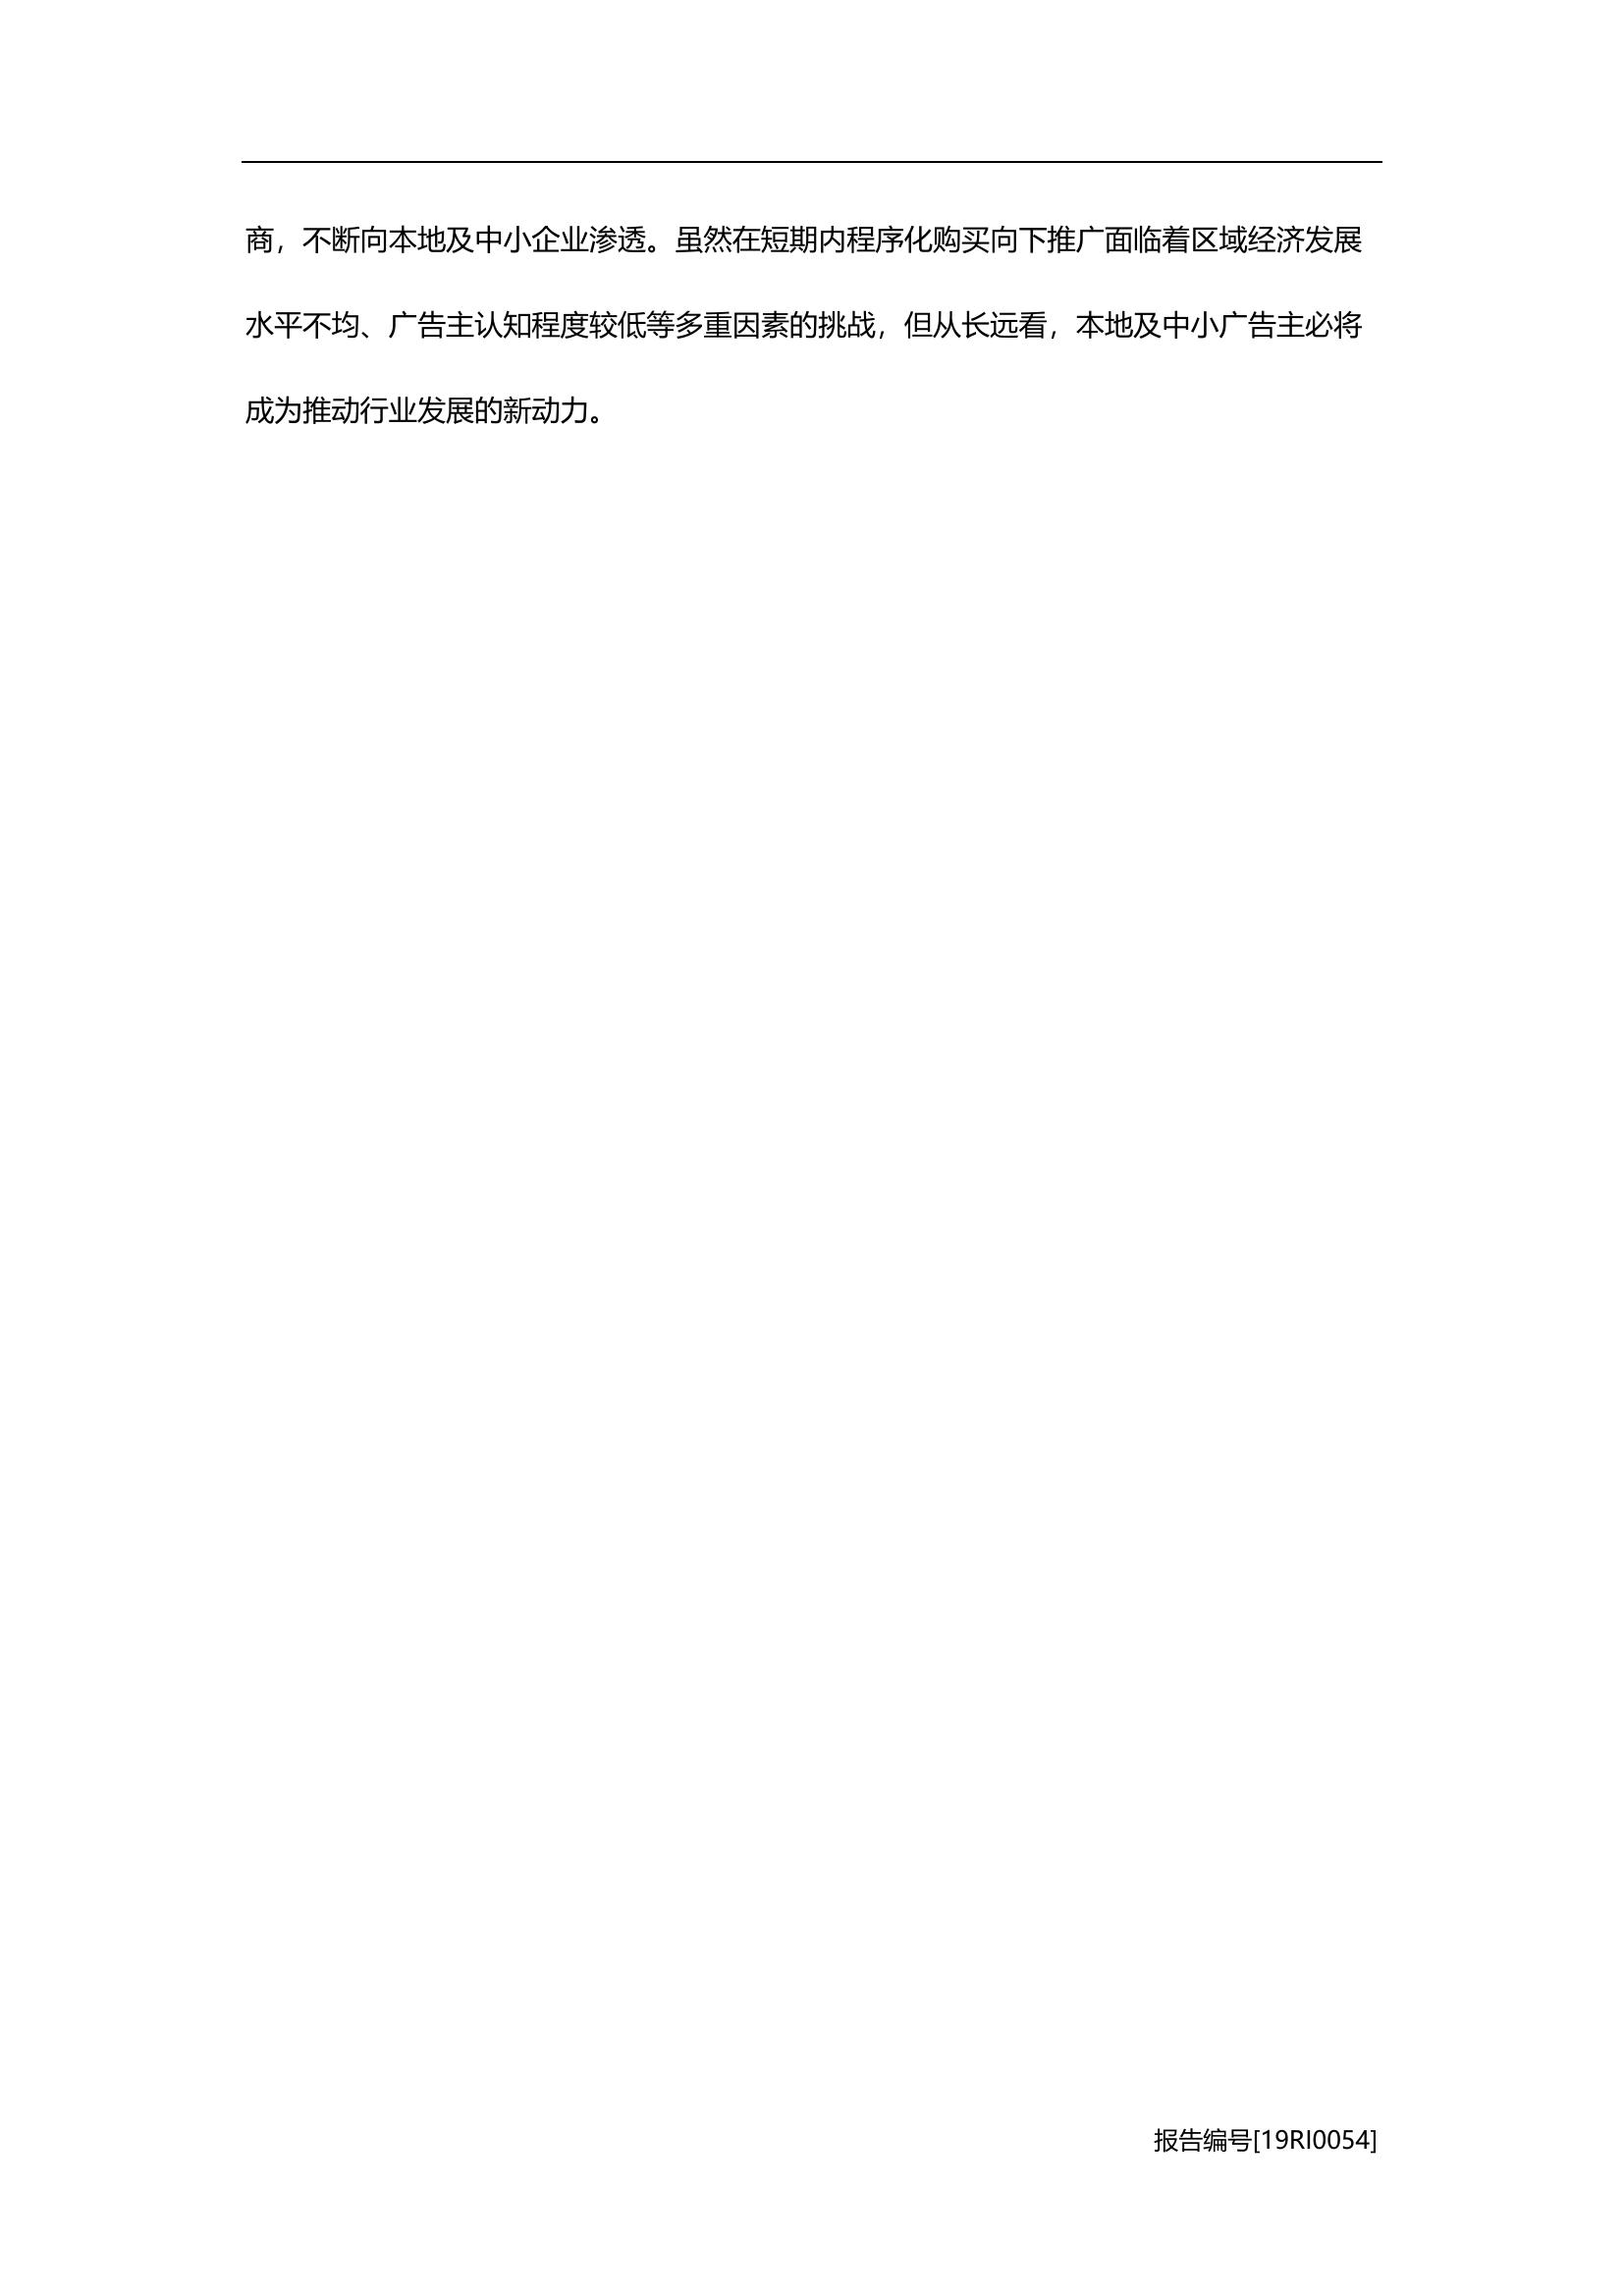 商，不断向本地及中小企业渗透。虽然在短期内程序化购买向下推广面临着区域经济发展
水平不均、广告主认知程度较低等多重因素的挑战，但从长远看，本地及中小广告主必将
成为推动行业发展的新动力。
报告编号[19RI0054]